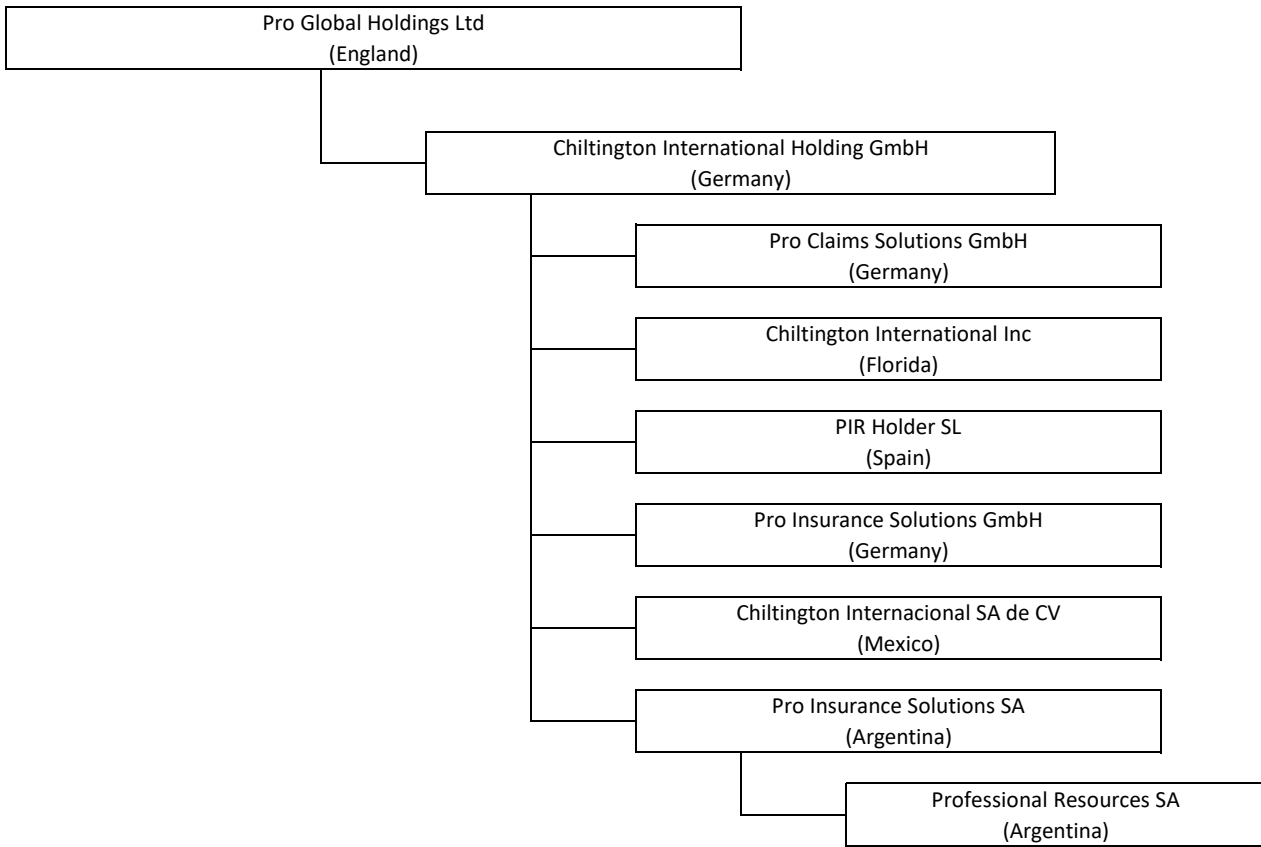 Pro Global Holdings Ltd
(England)
Chiltington International Holding GmbH
(Germany)
Pro Claims Solutions GmbH
(Germany)
Chiltington International Inc
(Florida)
PIR Holder SL
(Spain)
Pro Insurance Solutions GmbH
(Germany)
Chiltington Internacional SA de CV
(Mexico)
Pro Insurance Solutions SA
(Argentina)
Professional Resources SA
(Argentina)